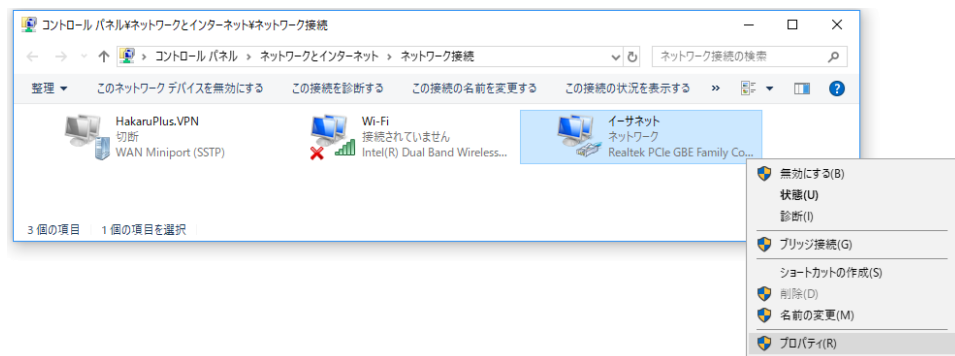 コントロール パネル¥ネットワークとインターネット¥ネットワーク接続
コントロール パネル › ネットワークとインターネット › ネットワーク接続
ネットワーク接続の検索
整理 このネットワーク デバイスを無効にする この接続を診断する この接続の名前を変更する この接続の状況を表示する »
HakaruPlus.VPN
切断
WAN Miniport (SSTP)
Wi-Fi
接続されていません
Intel(R) Dual Band Wireless...
イーサネット
ネットワーク
Realtek PCIe GBE Family Co...
3 個の項目 1 個の項目を選択
無効にする(B)
状態(U)
診断(I)
ブリッジ接続(G)
ショートカットの作成(S)
削除(D)
名前の変更(M)
プロパティ(R)